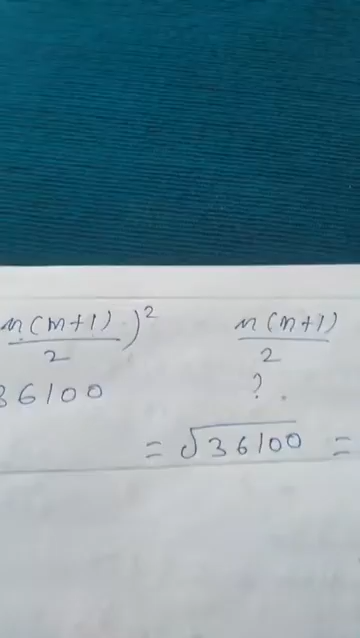 n(n+1)/2)² n(n+1)/2
36100 ?
= √36100 =